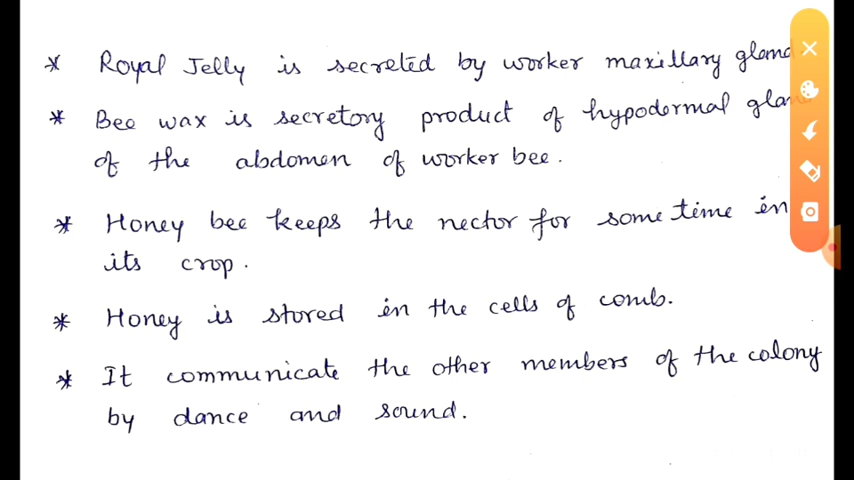 * Royal Jelly is secreted by worker maxillary gland
* Bee wax is secretory product of hypodermal glan
of the abdomen of worker bee.
* Honey bee keeps the nector for some time in
its crop.
* Honey is stored in the cells of comb.
* It communicate the other members of the colony
by dance and sound.